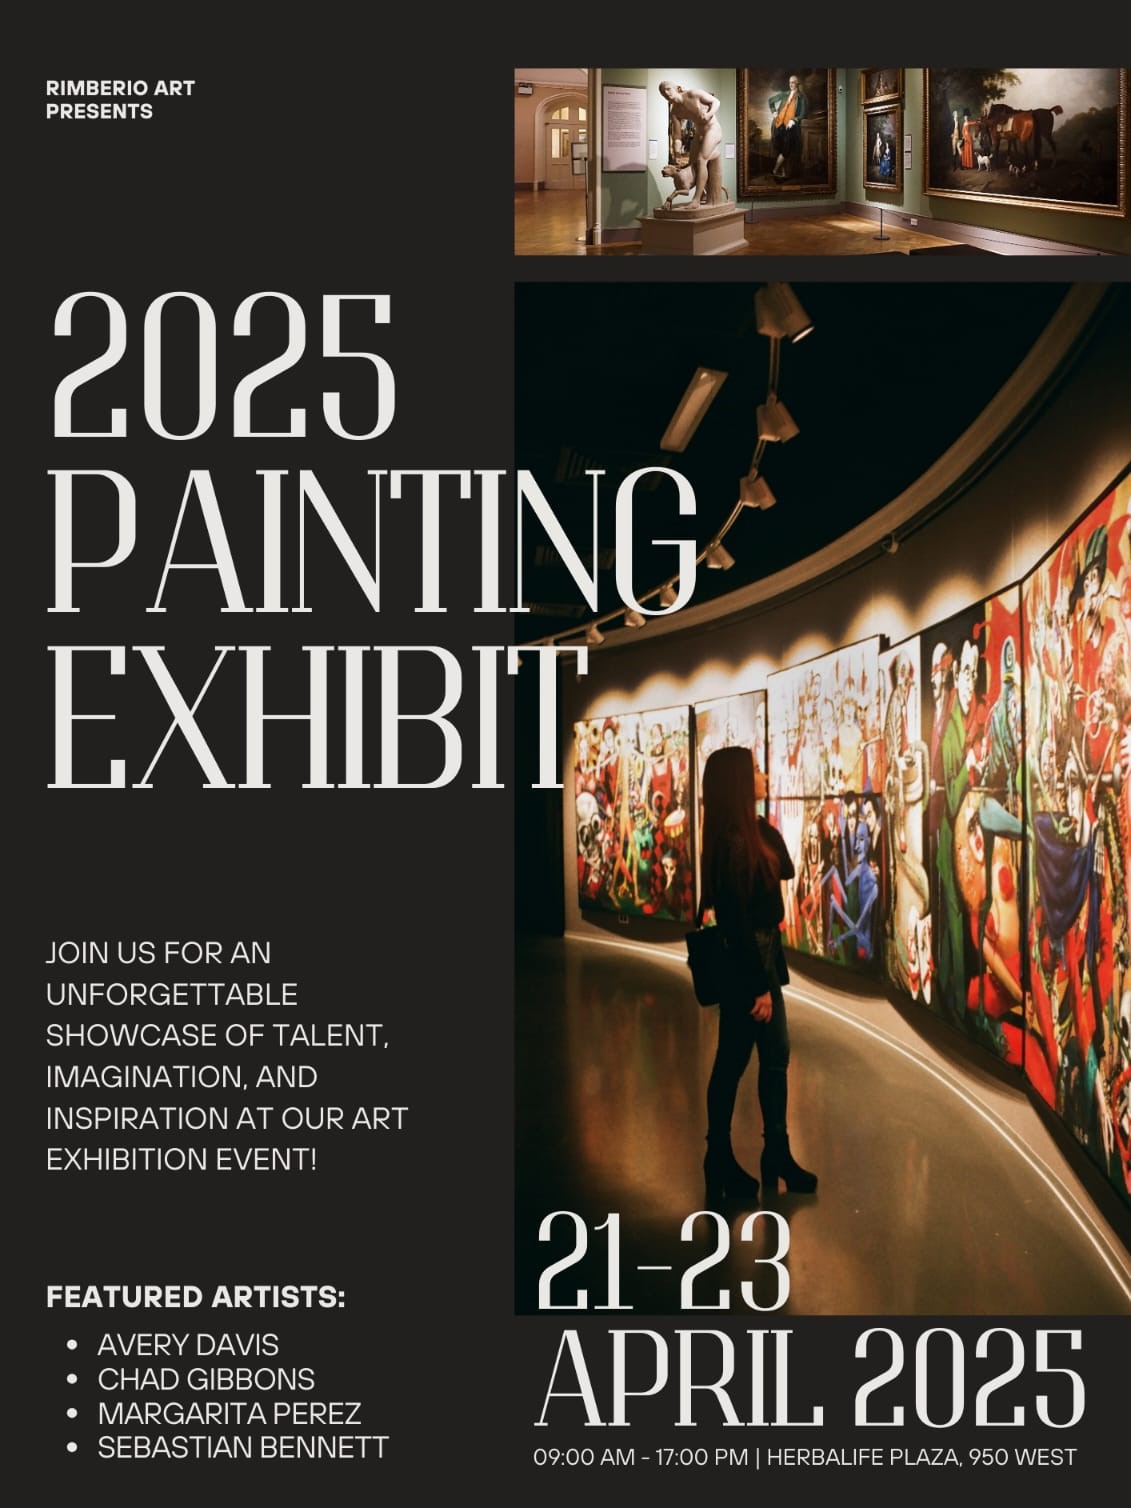 RIMBERIO ART
PRESENTS
2025
PAINTING
EXHIBIT
JOIN US FOR AN
UNFORGETTABLE
SHOWCASE OF TALENT,
IMAGINATION, AND
INSPIRATION AT OUR ART
EXHIBITION EVENT!
FEATURED ARTISTS:
• AVERY DAVIS
• CHAD GIBBONS
• MARGARITA PEREZ
• SEBASTIAN BENNETT
21-23
APRIL 2025
09:00 AM - 17:00 PM | HERBALIFE PLAZA, 950 WEST